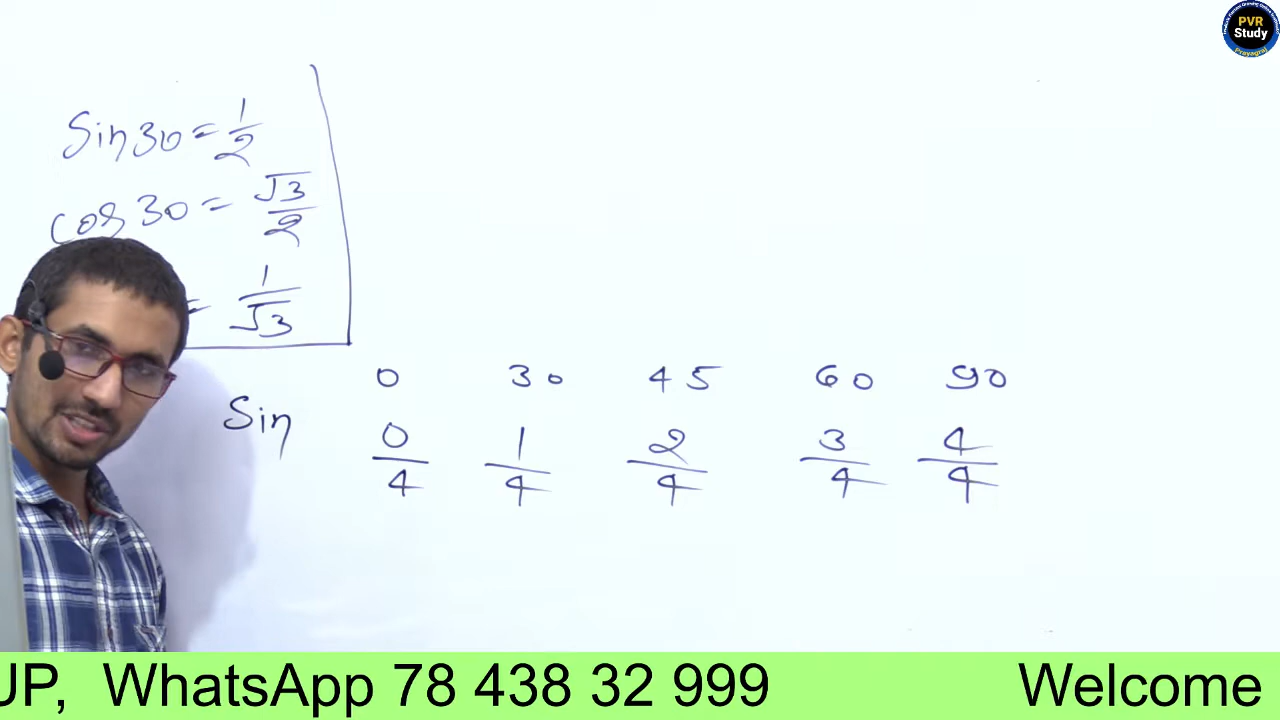 PVR
Study
Prayagraj
Sin 30 = 1/2
cos 30 = √3/2
= 1/√3
0 30 45 60 90
Sin 0/4 1/4 2/4 3/4 4/4
UP, WhatsApp 78 438 32 999 Welcome